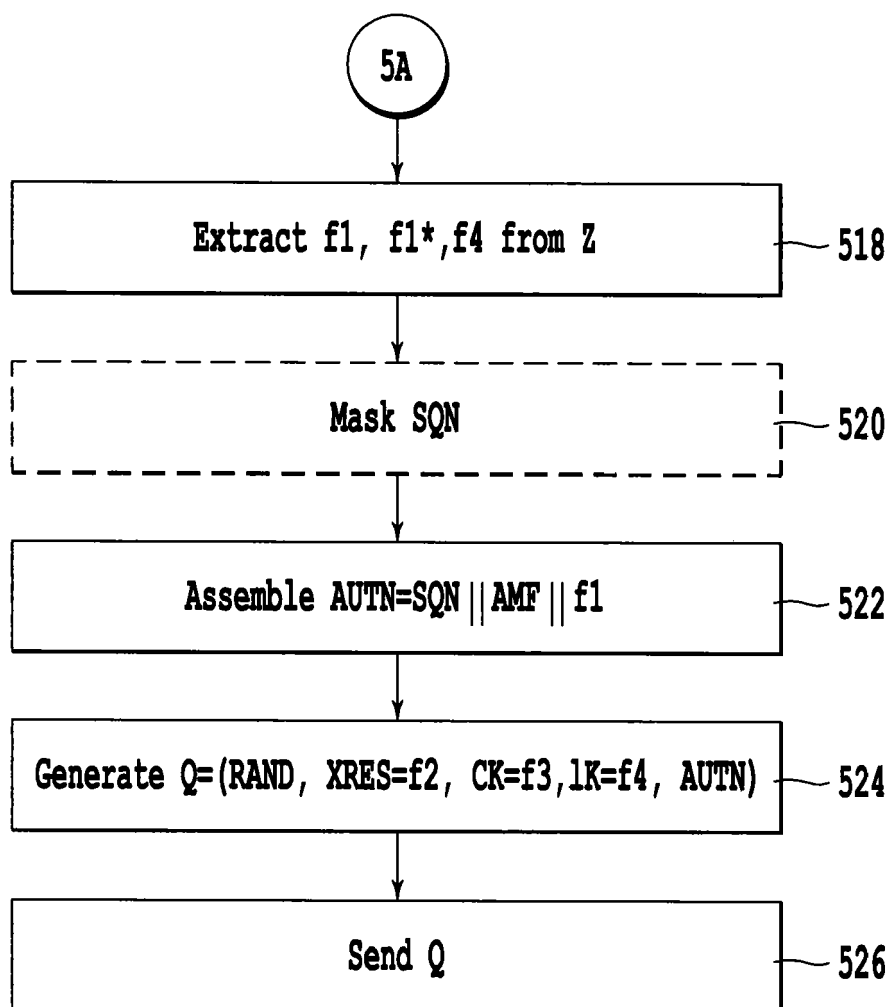 5A
Extract f1, f1*,f4 from Z
518
Mask SQN
520
Assemble AUTN=SQN||AMF||f1
522
Generate Q=(RAND, XRES=f2, CK=f3,lK=f4, AUTN)
524
Send Q
526